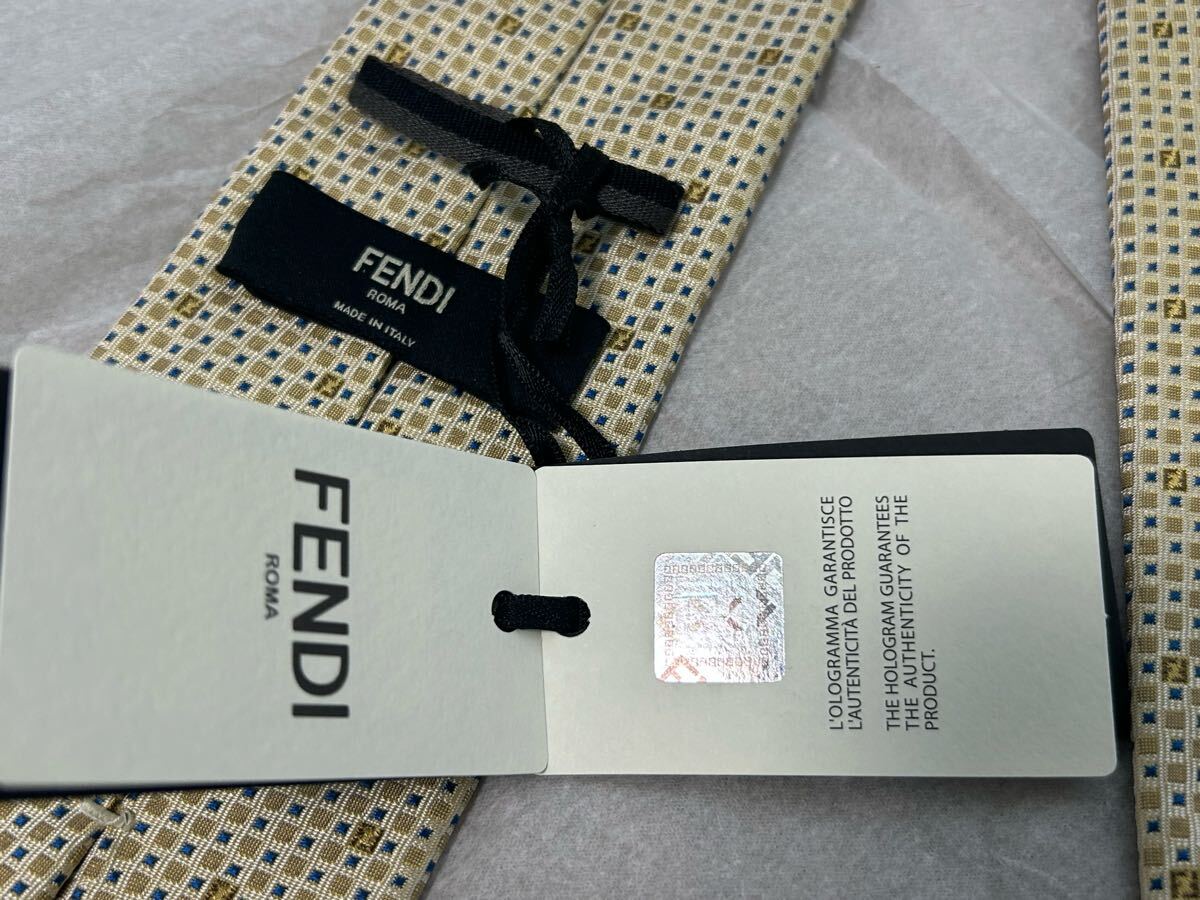 FENDI
ROMA
MADE IN ITALY
FENDI
ROMA
L'OLOGRAMMA GARANTISCE
L'AUTENTICITÀ DEL PRODOTTO
THE HOLOGRAM GUARANTEES
THE AUTHENTICITY OF THE
PRODUCT.